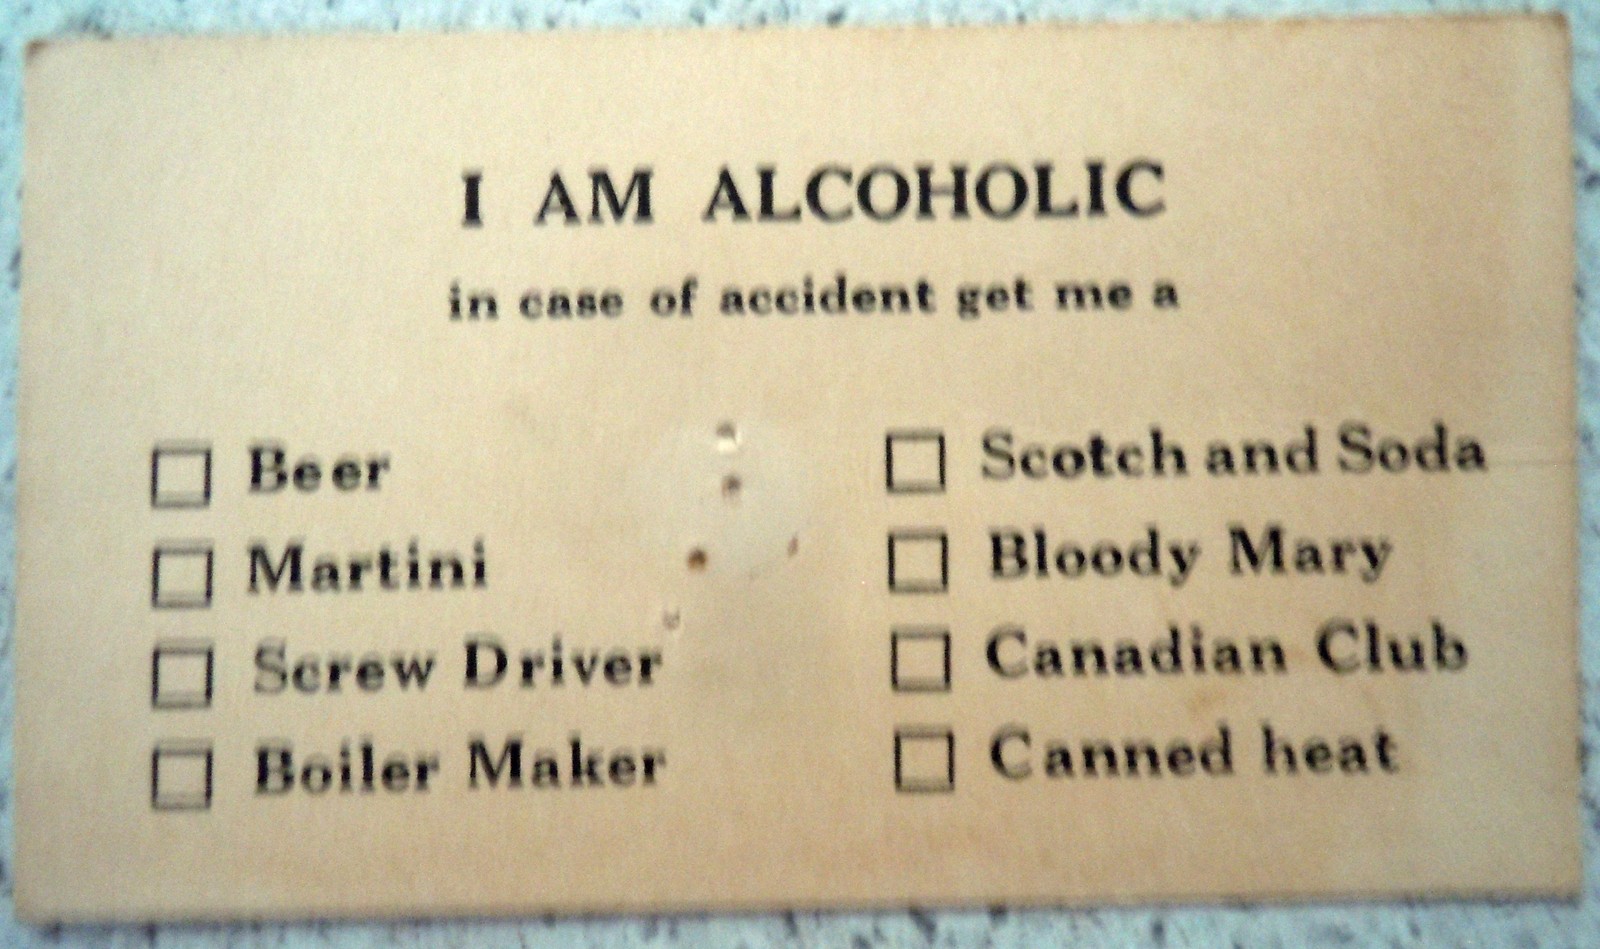 I AM ALCOHOLIC
in case of accident get me a
Beer
Martini
Screw Driver
Boiler Maker
Scotch and Soda
Bloody Mary
Canadian Club
Canned heat